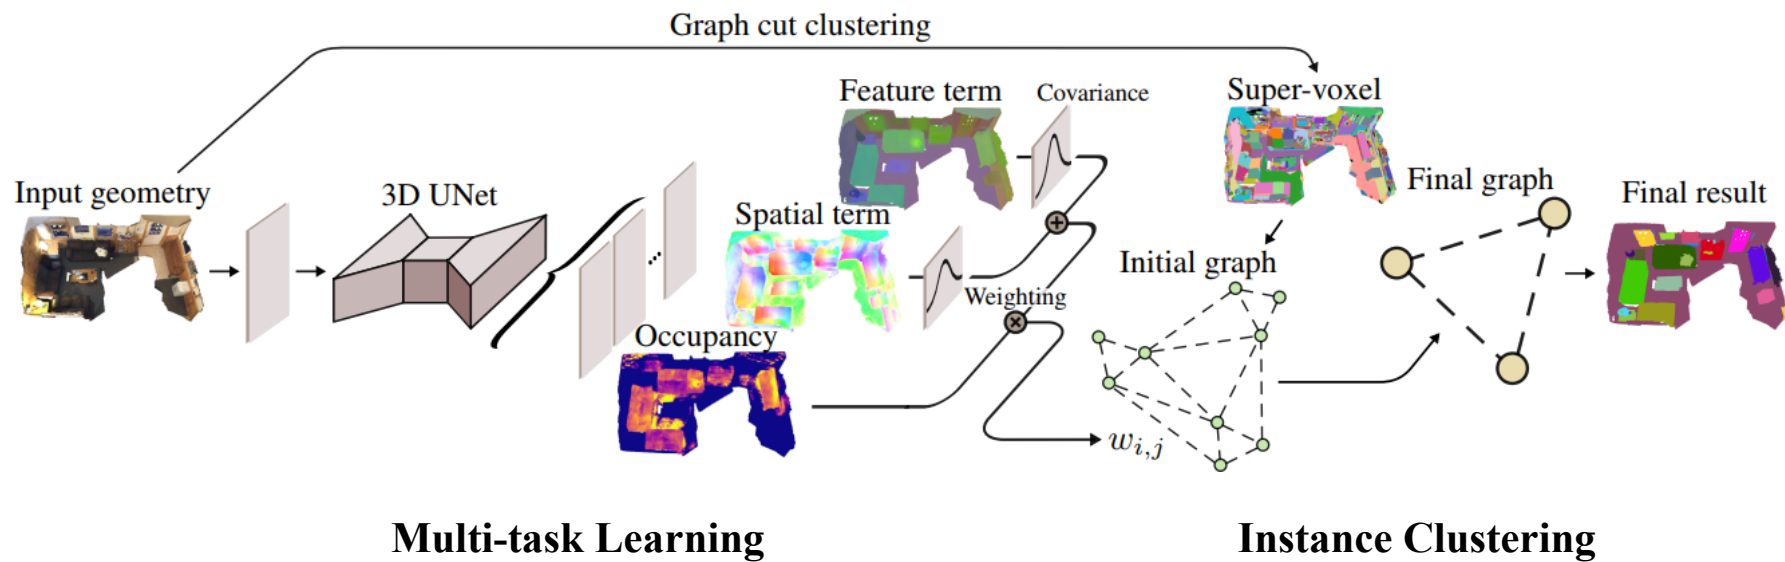 Graph cut clustering
Feature term
Covariance
Super-voxel
Input geometry
3D UNet
Spatial term
Final graph
Final result
Initial graph
Weighting
Occupancy
+
×
w_{i,j}
Multi-task Learning
Instance Clustering